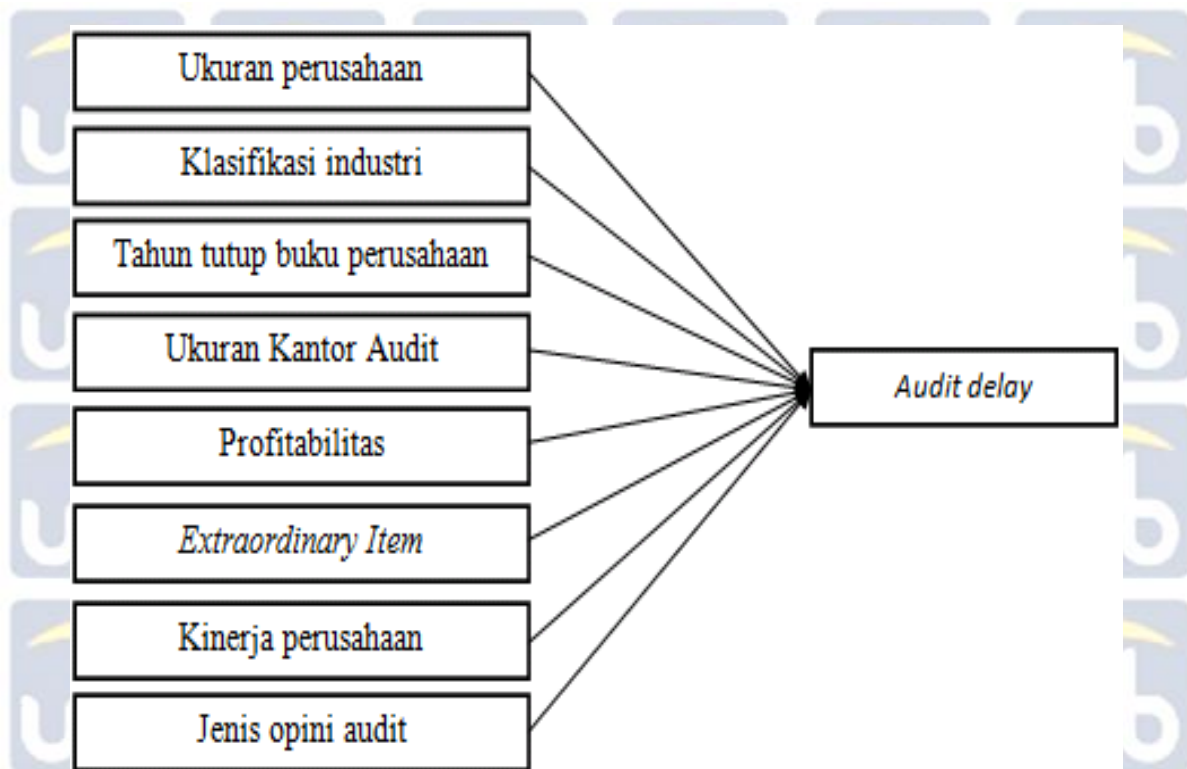 Ukuran perusahaan
Klasifikasi industri
Tahun tutup buku perusahaan
Ukuran Kantor Audit
Profitabilitas
Extraordinary Item
Kinerja perusahaan
Jenis opini audit
Audit delay